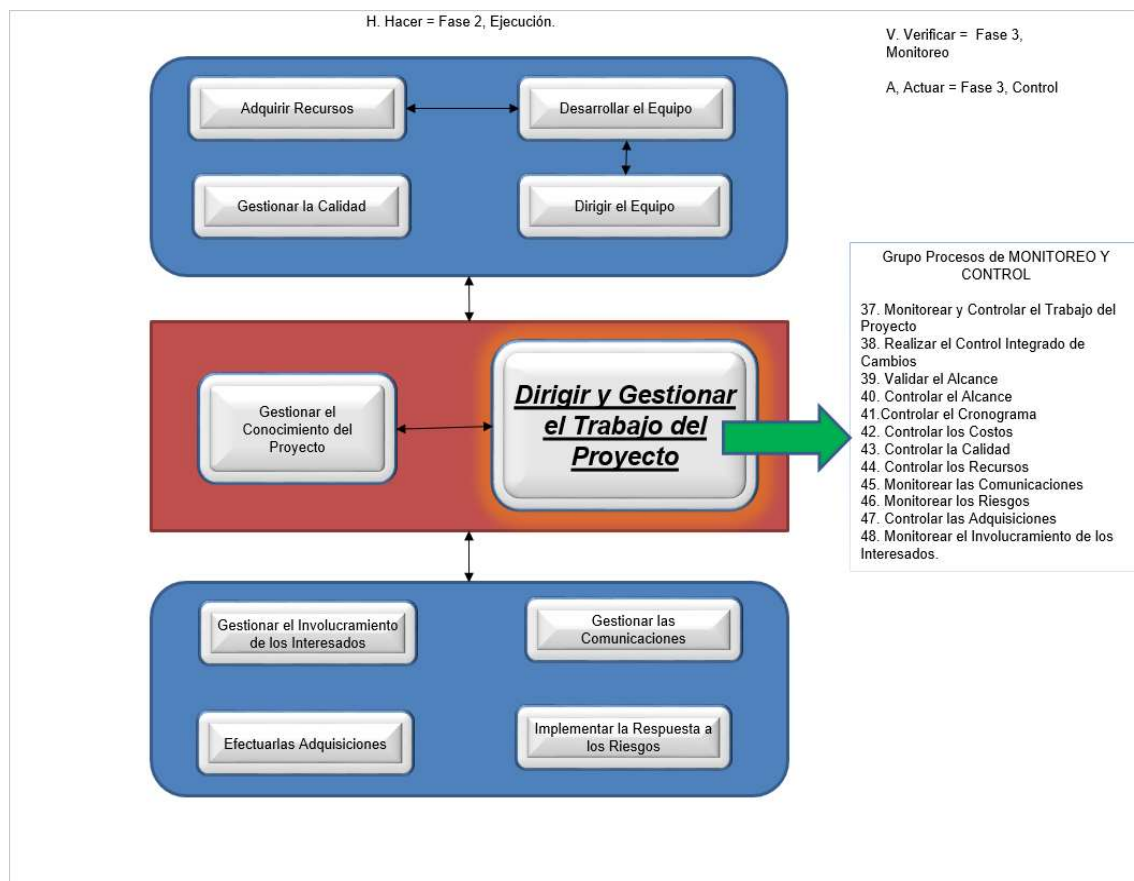 H. Hacer = Fase 2, Ejecución.
V. Verificar = Fase 3,
Monitoreo
A, Actuar = Fase 3, Control
Adquirir Recursos
Desarrollar el Equipo
Gestionar la Calidad
Dirigir el Equipo
Gestionar el
Conocimiento del
Proyecto
Dirigir y Gestionar
el Trabajo del
Proyecto
Grupo Procesos de MONITOREO Y
CONTROL
37. Monitorear y Controlar el Trabajo del
Proyecto
38. Realizar el Control Integrado de
Cambios
39. Validar el Alcance
40. Controlar el Alcance
41.Controlar el Cronograma
42. Controlar los Costos
43. Controlar la Calidad
44. Controlar los Recursos
45. Monitorear las Comunicaciones
46. Monitorear los Riesgos
47. Controlar las Adquisiciones
48. Monitorear el Involucramiento de los
Interesados.
Gestionar el Involucramiento
de los Interesados
Gestionar las
Comunicaciones
Efectuarlas Adquisiciones
Implementar la Respuesta a
los Riesgos